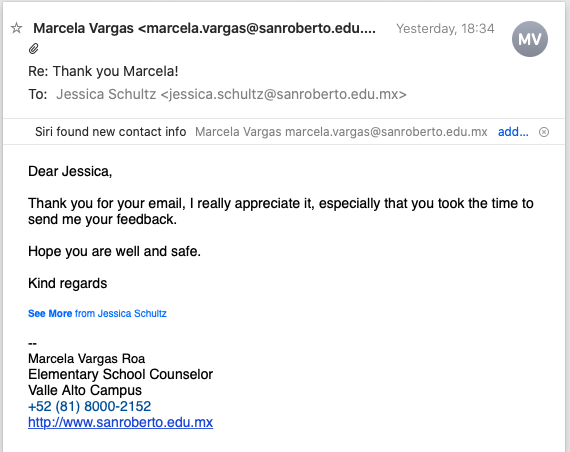 Marcela Vargas <marcela.vargas@sanroberto.edu....
Yesterday, 18:34
MV
Re: Thank you Marcela!
To: Jessica Schultz <jessica.schultz@sanroberto.edu.mx>
Siri found new contact info Marcela Vargas marcela.vargas@sanroberto.edu.mx add...
Dear Jessica,
Thank you for your email, I really appreciate it, especially that you took the time to
send me your feedback.
Hope you are well and safe.
Kind regards
See More from Jessica Schultz
--
Marcela Vargas Roa
Elementary School Counselor
Valle Alto Campus
+52 (81) 8000-2152
http://www.sanroberto.edu.mx